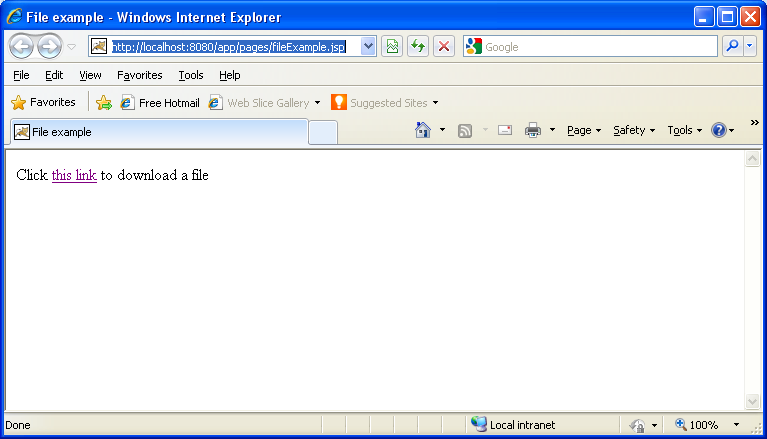 File example - Windows Internet Explorer
http://localhost:8080/app/pages/fileExample.jsp Google
File Edit View Favorites Tools Help
Favorites Free Hotmail Web Slice Gallery Suggested Sites
File example Page Safety Tools »
Click this link to download a file
Done Local intranet 100%